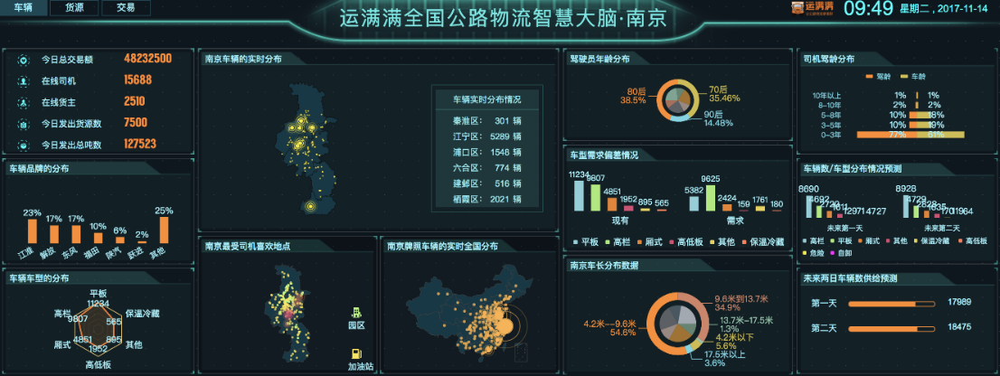 车辆
货源
交易
运满满全国公路物流智慧大脑·南京
运满满
09:49 星期二，2017-11-14
今日总交易额 48232500
在线司机 15688
在线货主 2510
今日发出货源数 7500
今日发出总吨数 127523
车辆品牌的分布
23% 17% 17% 10% 6% 2% 25%
江淮 解放 东风 福田 陕汽 跃进 其他
车辆车型的分布
平板
11234
高栏
9807
565
保温冷藏
厢式
4851
895
其他
1952
高低板
南京车辆的实时分布
车辆实时分布情况
秦淮区： 301 辆
江宁区： 5289 辆
浦口区： 1548 辆
六合区： 774 辆
建邺区： 516 辆
栖霞区： 2021 辆
南京最受司机喜欢地点
园区
加油站
南京牌照车辆的实时全国分布
驾驶员年龄分布
80后
38.5%
70后
35.46%
90后
14.48%
车型需求偏差情况
11234 9807 4851 1952 895 565
现有
5382 9625 2424 159 1761 180
需求
平板 高栏 厢式 高低板 其他 保温冷藏
南京车长分布数据
9.6米到13.7米
34.9%
13.7米-17.5米
1.3%
4.2米以下
5.6%
17.5米以上
3.6%
4.2米--9.6米
54.6%
司机驾龄分布
驾龄 车龄
10年以上 1% 1%
8-10年 2% 2%
5-8年 10% 18%
3-5年 10% 19%
0-3年 77% 61%
车辆数/车型分布情况预测
8690
未来第一天
8928
未来第二天
高栏 平板 厢式 其他 保温冷藏 高低板
危险 自卸
未来两日车辆数供给预测
第一天 17989
第二天 18475